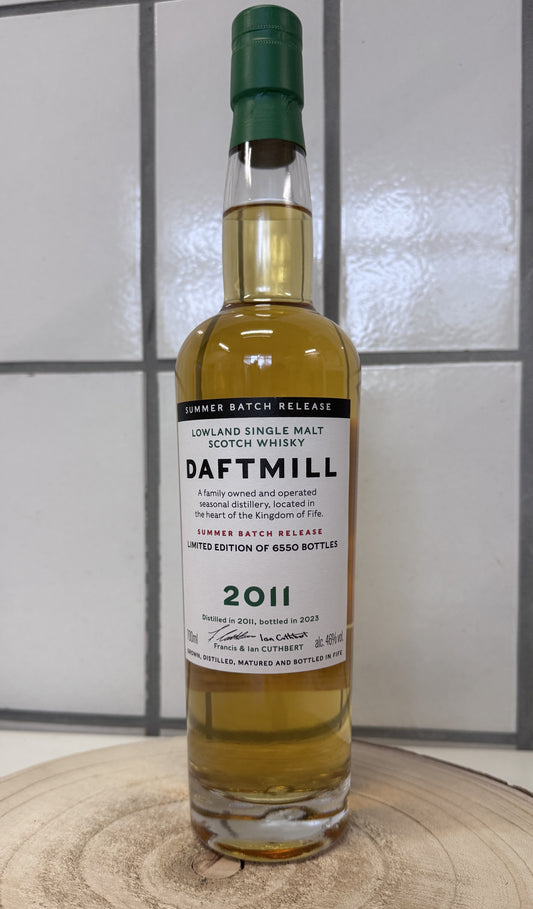 SUMMER BATCH RELEASE
LOWLAND SINGLE MALT
SCOTCH WHISKY
DAFTMILL
A family owned and operated
seasonal distillery, located in
the heart of the Kingdom of Fife.
SUMMER BATCH RELEASE
LIMITED EDITION OF 6550 BOTTLES
2011
Distilled in 2011, bottled in 2023
700ml Ian Cuthbert alc. 46% vol.
Francis & Ian CUTHBERT
GROWN, DISTILLED, MATURED AND BOTTLED IN FIFE